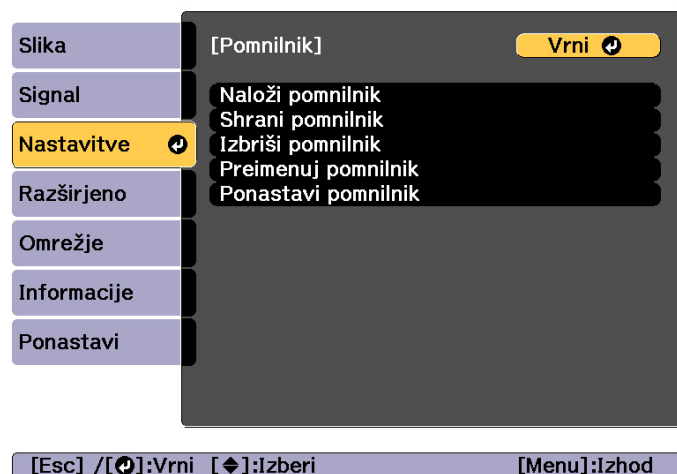 Slika
Signal
Nastavitve
Razširjeno
Omrežje
Informacije
Ponastavi
[Pomnilnik]
Vrni
Naloži pomnilnik
Shrani pomnilnik
Izbriši pomnilnik
Preimenuj pomnilnik
Ponastavi pomnilnik
[Esc] /[⏎]:Vrni [◆]:Izberi [Menu]:Izhod